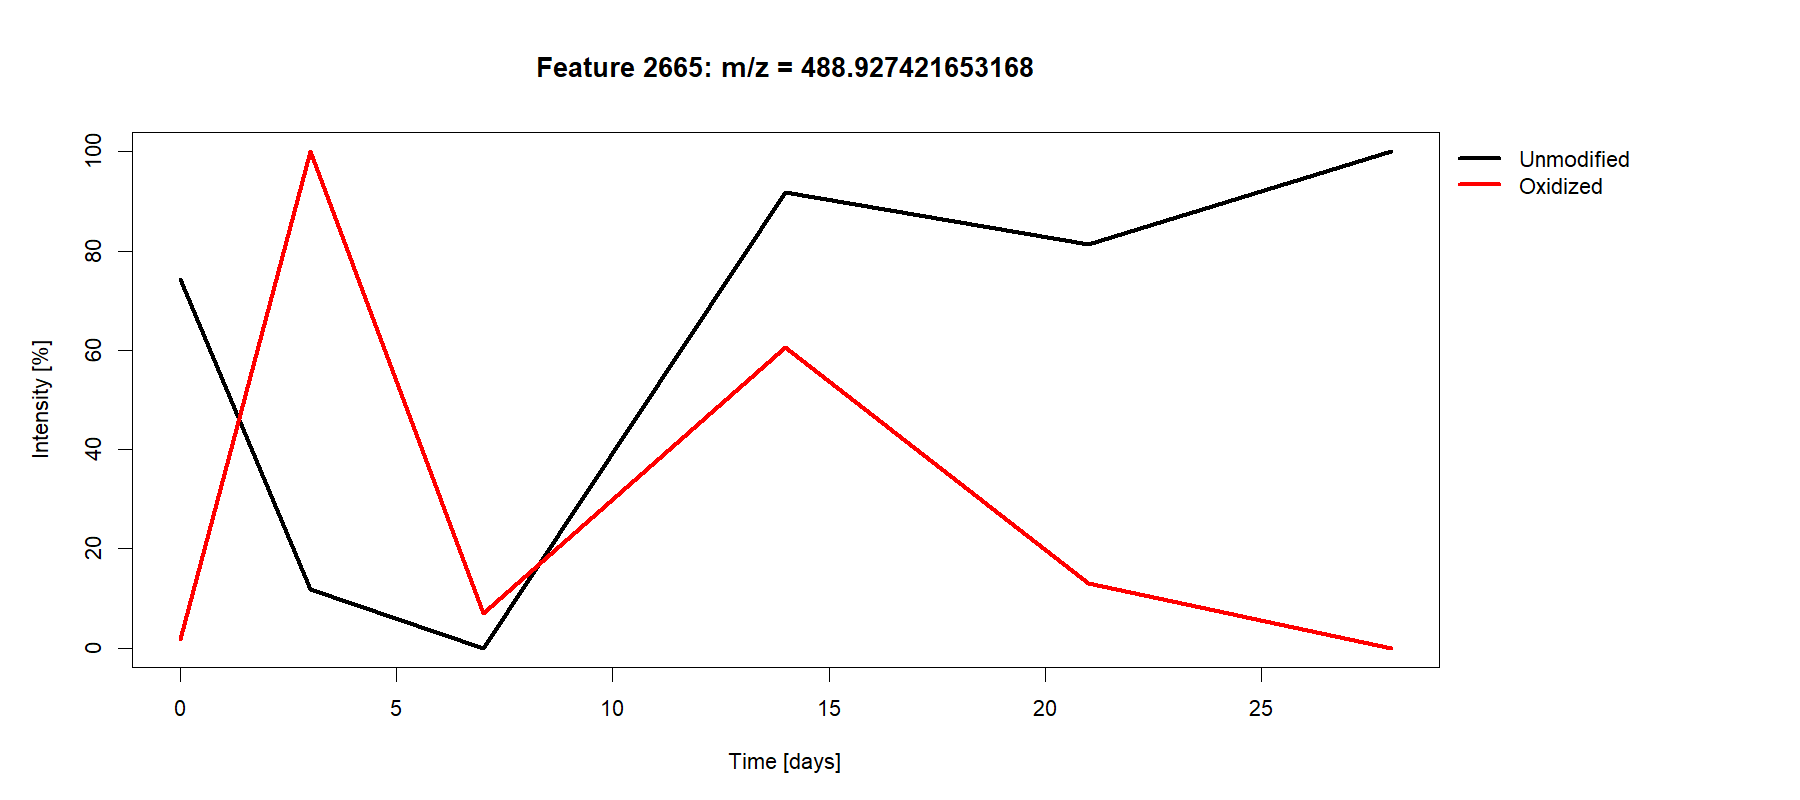 Feature 2665: m/z = 488.927421653168
100
80
60
40
20
0
Intensity [%]
0 5 10 15 20 25
Time [days]
Unmodified
Oxidized